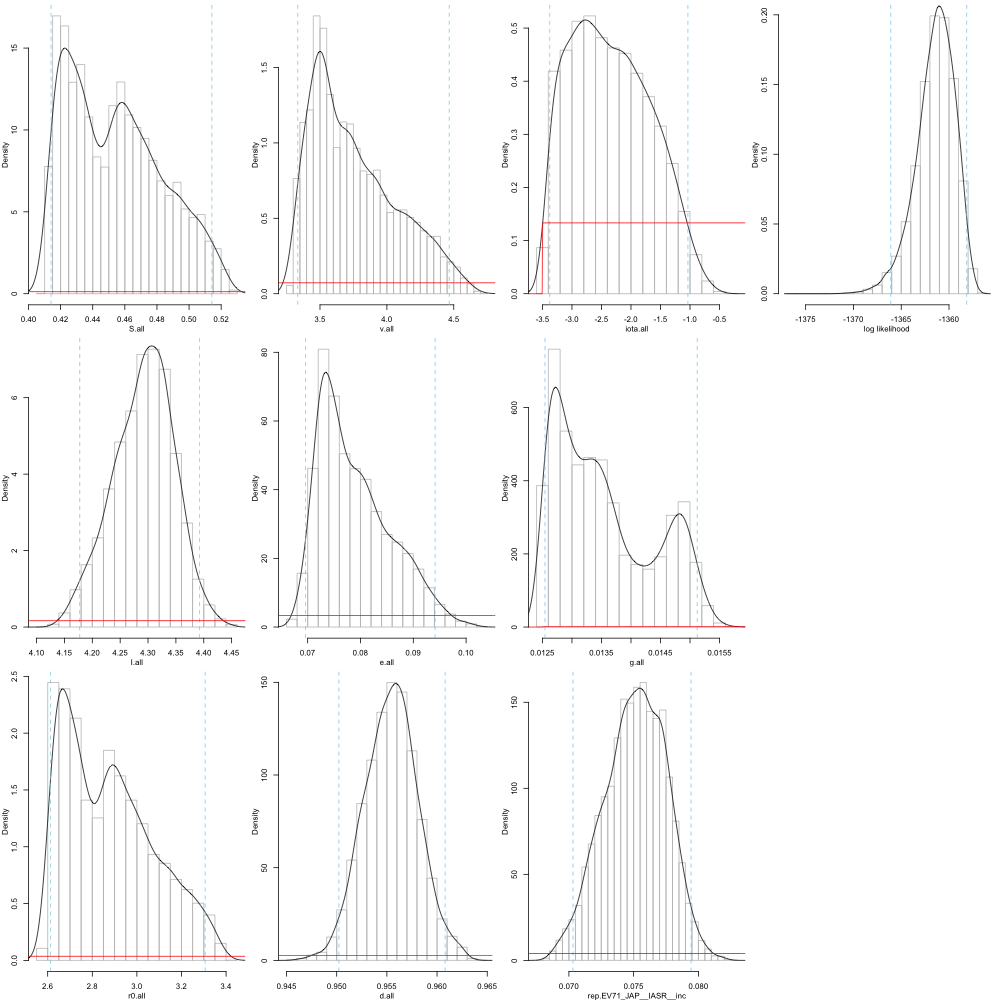 Density
0 5 10 15
0.40 0.42 0.44 0.46 0.48 0.50 0.52
S.all
Density
0.0 0.5 1.0 1.5
3.5 4.0 4.5
v.all
Density
0.0 0.1 0.2 0.3 0.4 0.5
-3.5 -3.0 -2.5 -2.0 -1.5 -1.0 -0.5
iota.all
Density
0.00 0.05 0.10 0.15 0.20
-1375 -1370 -1365 -1360
log likelihood
Density
0 2 4 6
4.10 4.15 4.20 4.25 4.30 4.35 4.40 4.45
l.all
Density
0 20 40 60 80
0.07 0.08 0.09 0.10
e.all
Density
0 200 400 600
0.0125 0.0135 0.0145 0.0155
g.all
Density
0.0 0.5 1.0 1.5 2.0 2.5
2.6 2.8 3.0 3.2 3.4
r0.all
Density
0 50 100 150
0.945 0.950 0.955 0.960 0.965
d.all
Density
0 50 100 150
0.070 0.075 0.080
rep.EV71_JAP__IASR__inc